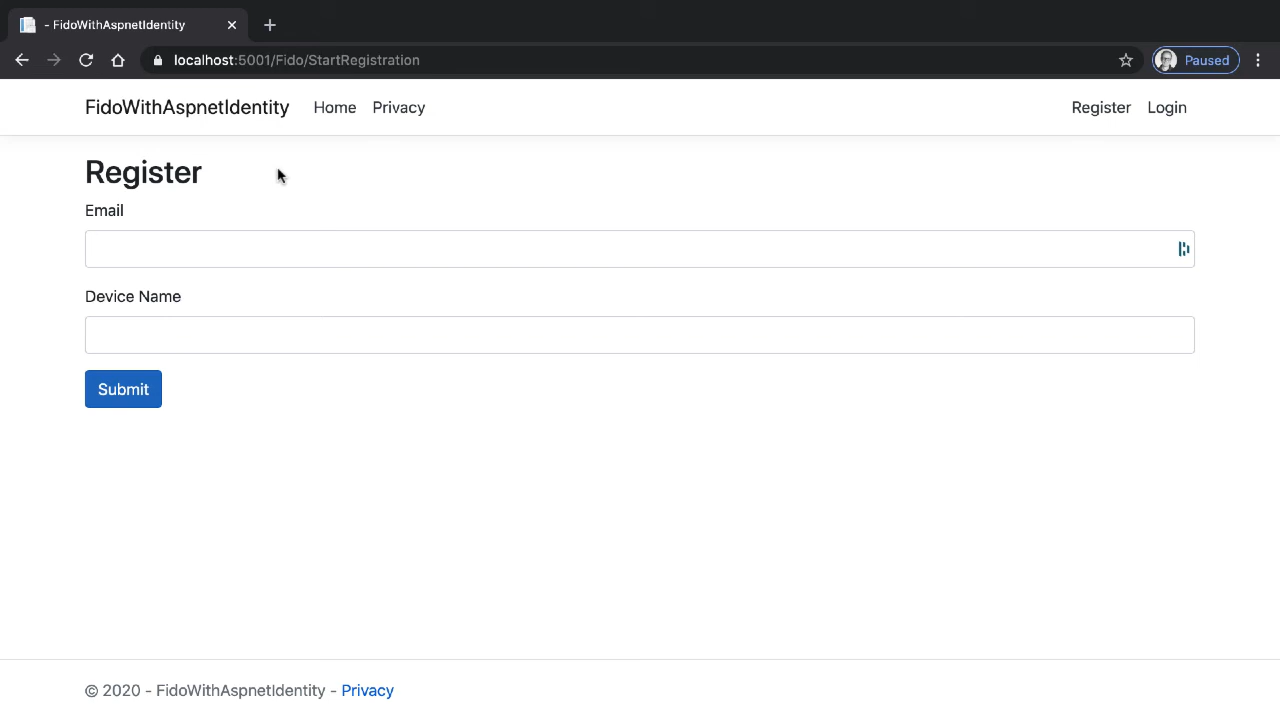 - FidoWithAspnetIdentity
localhost:5001/Fido/StartRegistration
Paused
FidoWithAspnetIdentity Home Privacy Register Login
Register
Email
Device Name
Submit
© 2020 - FidoWithAspnetIdentity - Privacy